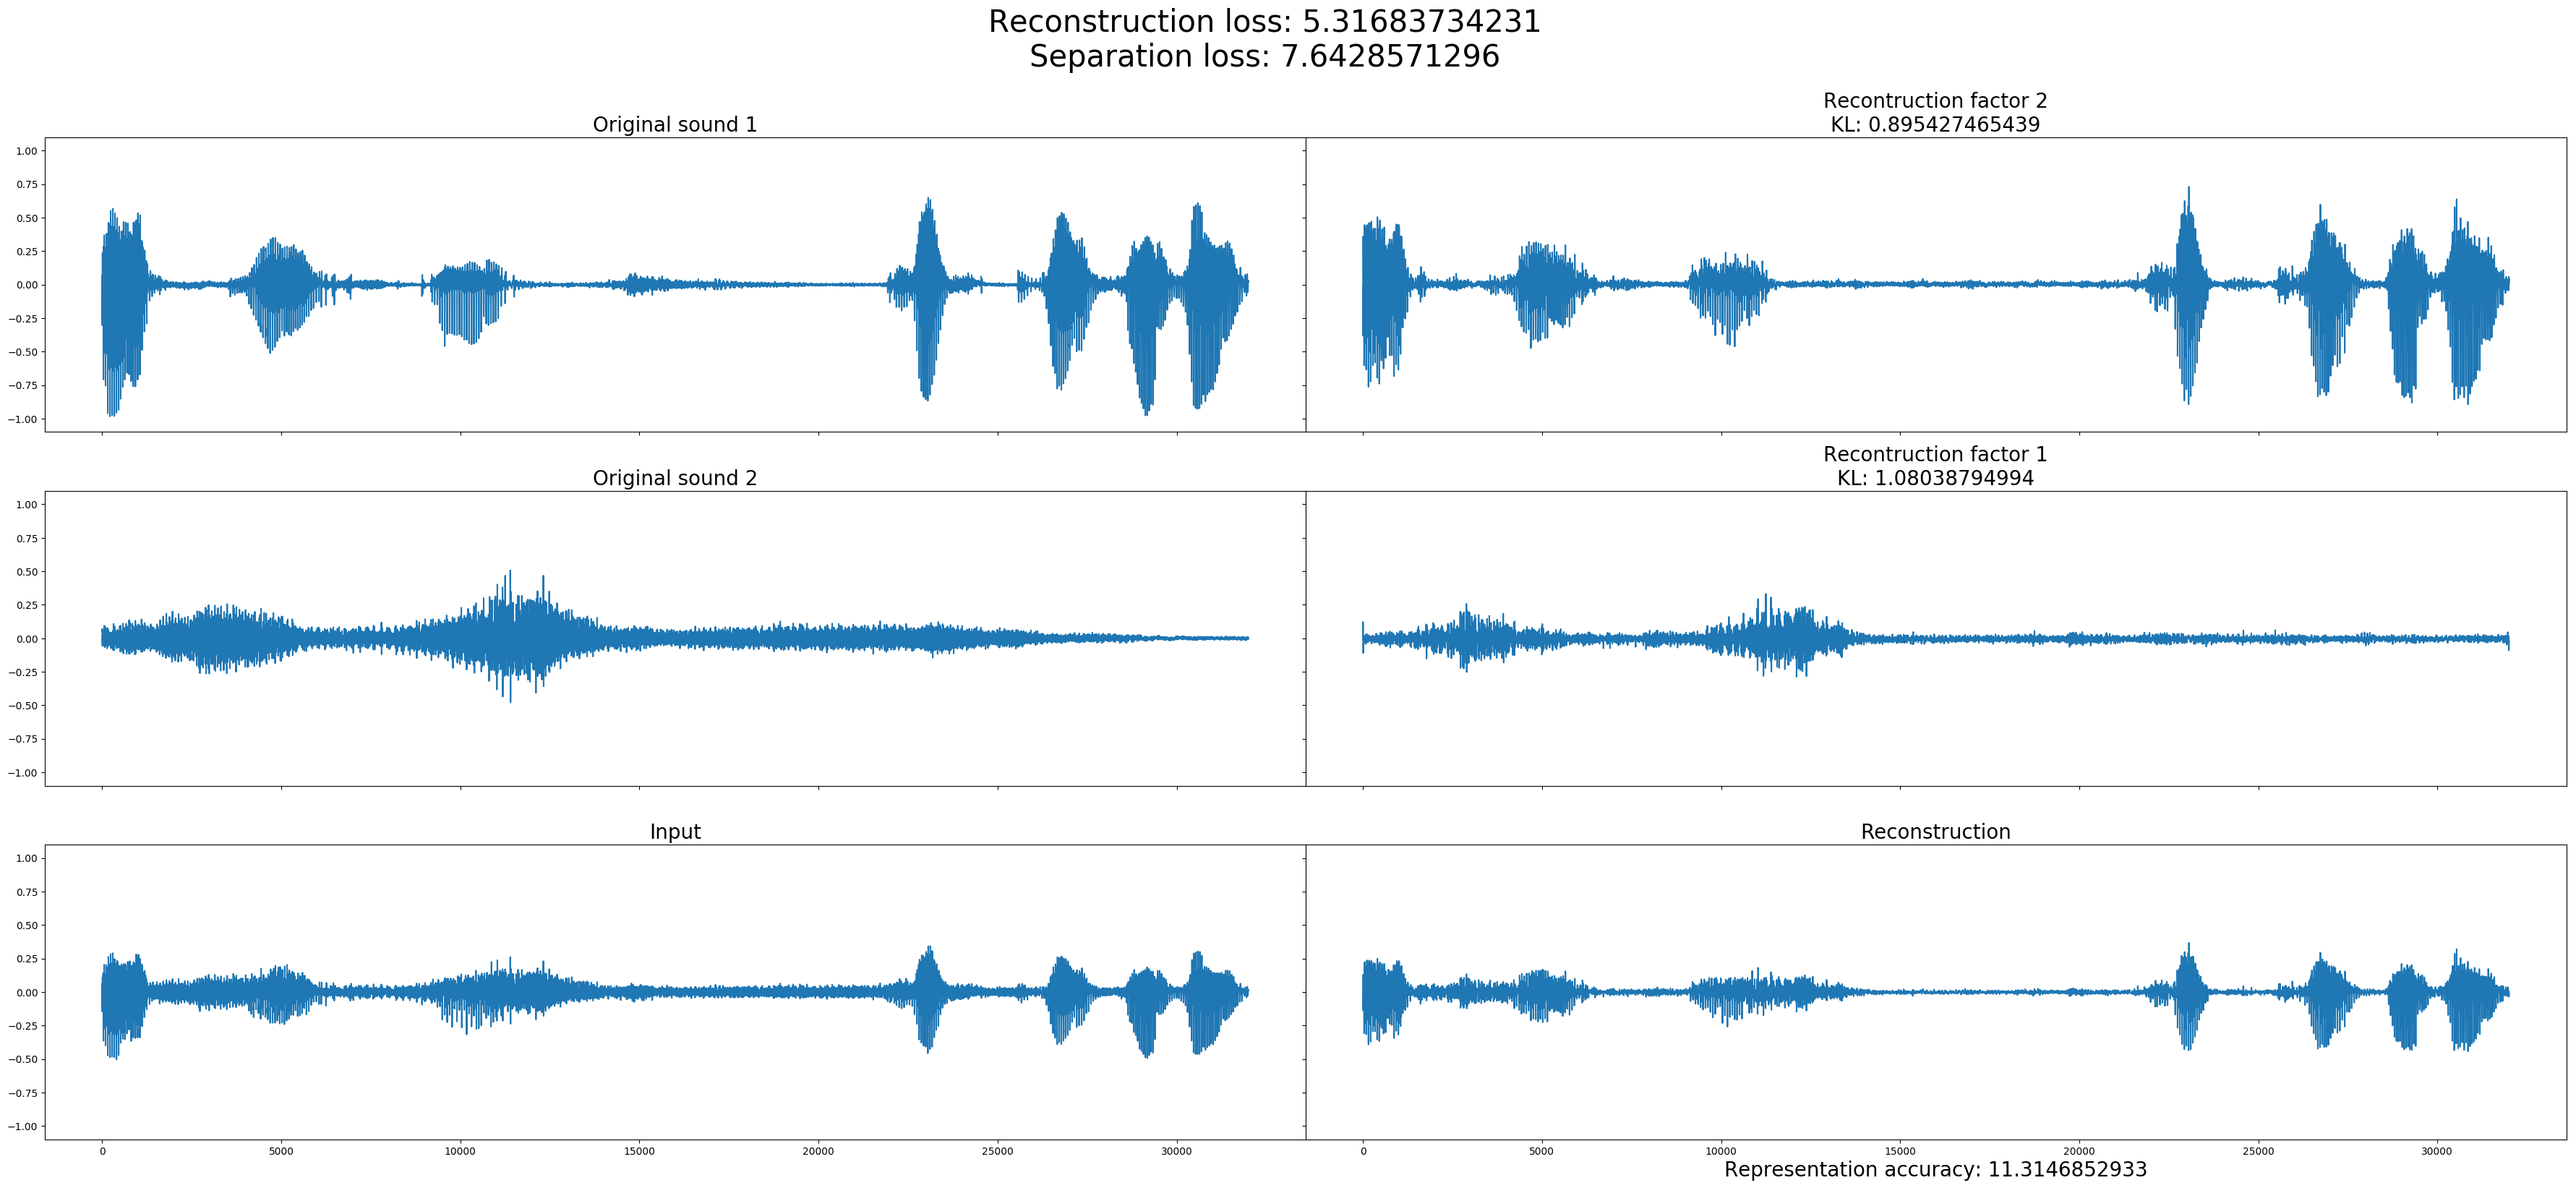 Reconstruction loss: 5.31683734231
Separation loss: 7.6428571296
Original sound 1
1.00
0.75
0.50
0.25
0.00
−0.25
−0.50
−0.75
−1.00
Recontruction factor 2
KL: 0.895427465439
Original sound 2
1.00
0.75
0.50
0.25
0.00
−0.25
−0.50
−0.75
−1.00
Recontruction factor 1
KL: 1.08038794994
Input
1.00
0.75
0.50
0.25
0.00
−0.25
−0.50
−0.75
−1.00
0 5000 10000 15000 20000 25000 30000
Reconstruction
0 5000 10000 15000 20000 25000 30000
Representation accuracy: 11.3146852933